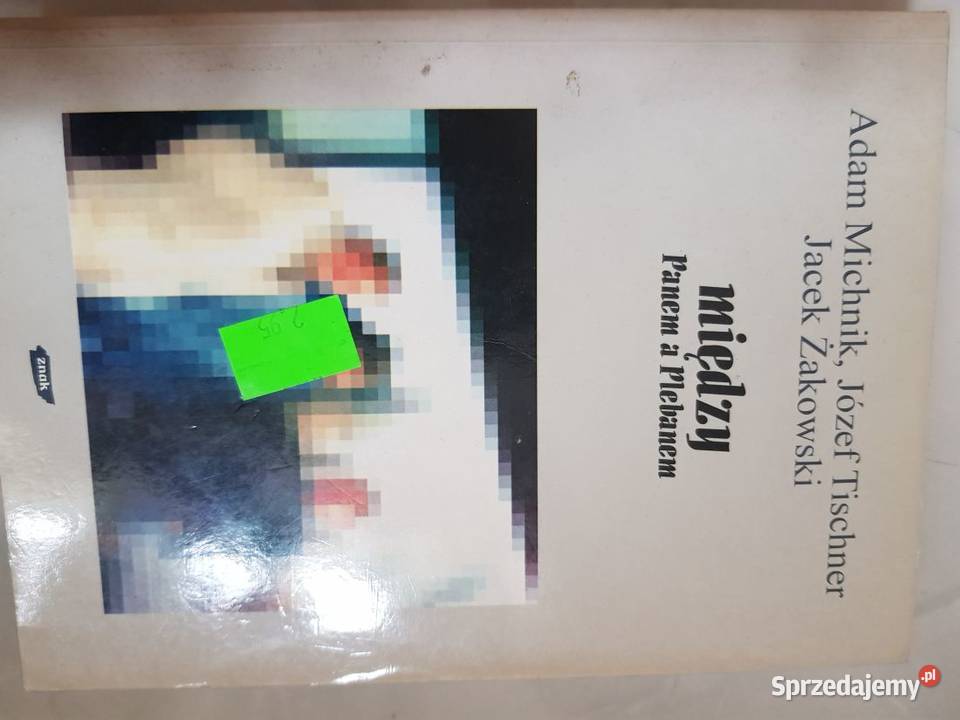 Adam Michnik, Józef Tischner
Jacek Żakowski
między
Panem a Plebanem
znak
Sprzedajemy.pl